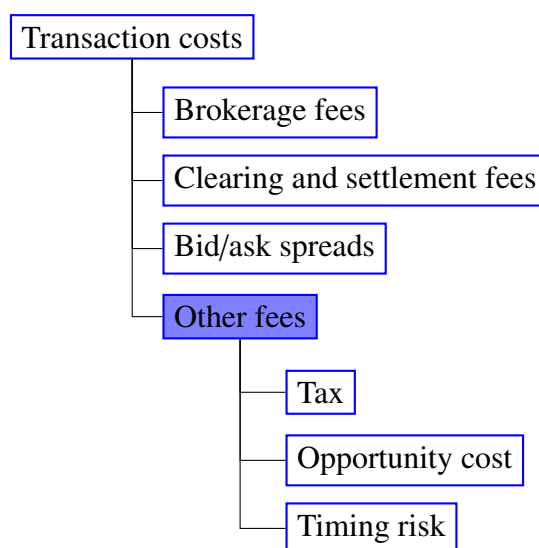 Transaction costs
Brokerage fees
Clearing and settlement fees
Bid/ask spreads
Other fees
Tax
Opportunity cost
Timing risk